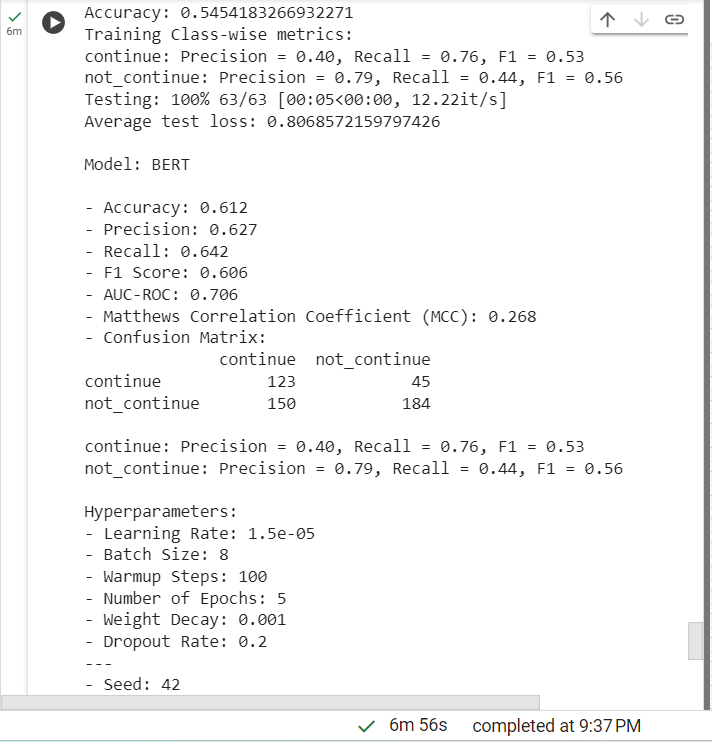 6m
Accuracy: 0.5454183266932271
Training Class-wise metrics:
continue: Precision = 0.40, Recall = 0.76, F1 = 0.53
not_continue: Precision = 0.79, Recall = 0.44, F1 = 0.56
Testing: 100% 63/63 [00:05<00:00, 12.22it/s]
Average test loss: 0.8068572159797426
Model: BERT
- Accuracy: 0.612
- Precision: 0.627
- Recall: 0.642
- F1 Score: 0.606
- AUC-ROC: 0.706
- Matthews Correlation Coefficient (MCC): 0.268
- Confusion Matrix:
continue not_continue
continue 123 45
not_continue 150 184
continue: Precision = 0.40, Recall = 0.76, F1 = 0.53
not_continue: Precision = 0.79, Recall = 0.44, F1 = 0.56
Hyperparameters:
- Learning Rate: 1.5e-05
- Batch Size: 8
- Warmup Steps: 100
- Number of Epochs: 5
- Weight Decay: 0.001
- Dropout Rate: 0.2
---
- Seed: 42
6m 56s completed at 9:37 PM